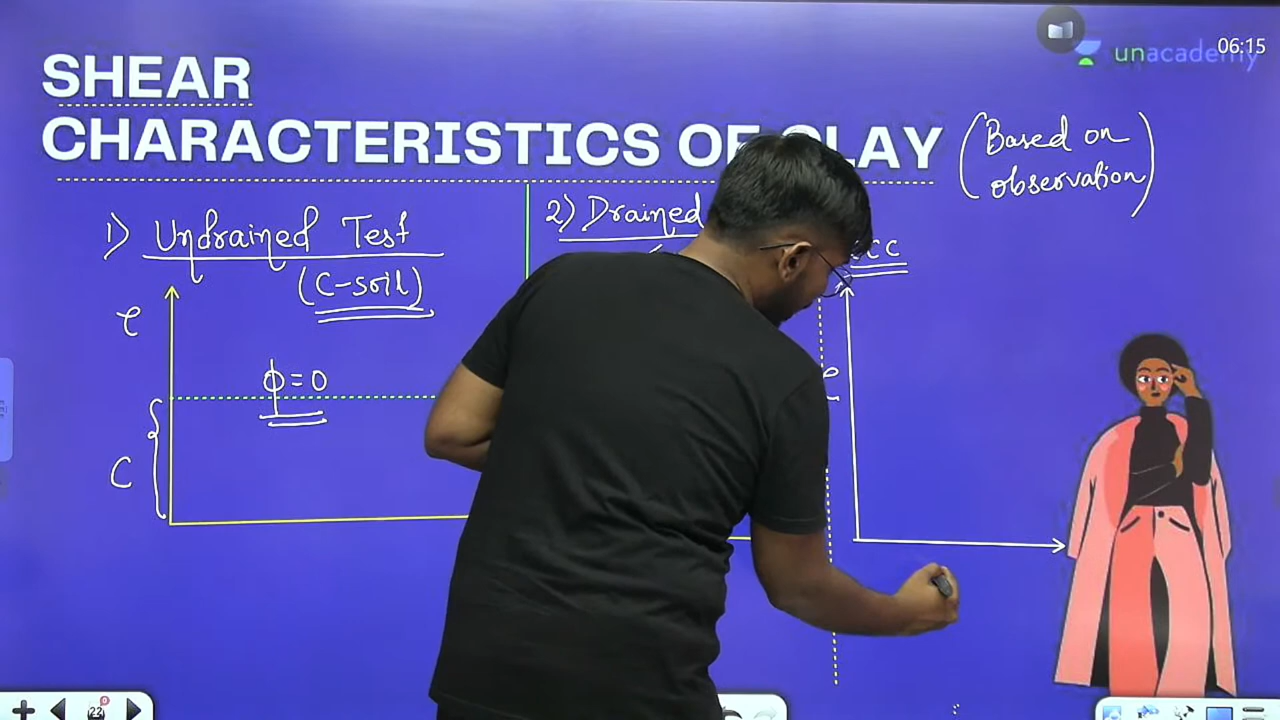 06:15
unacademy
SHEAR
CHARACTERISTICS OF CLAY
(Based on
observation)
1) Undrained Test
(C-soil)
2) Drained
τ
ϕ=0
C